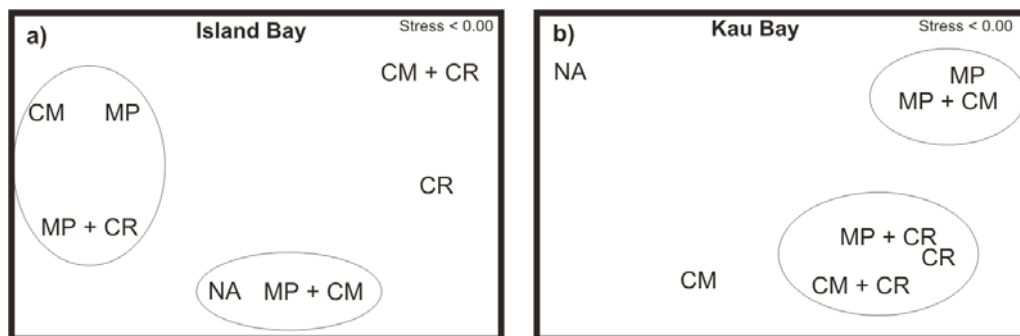 a)
Island Bay
Stress < 0.00
CM + CR
CM
MP
CR
MP + CR
NA
MP + CM
b)
Kau Bay
Stress < 0.00
NA
MP
MP + CM
MP + CR
CR
CM
CM + CR